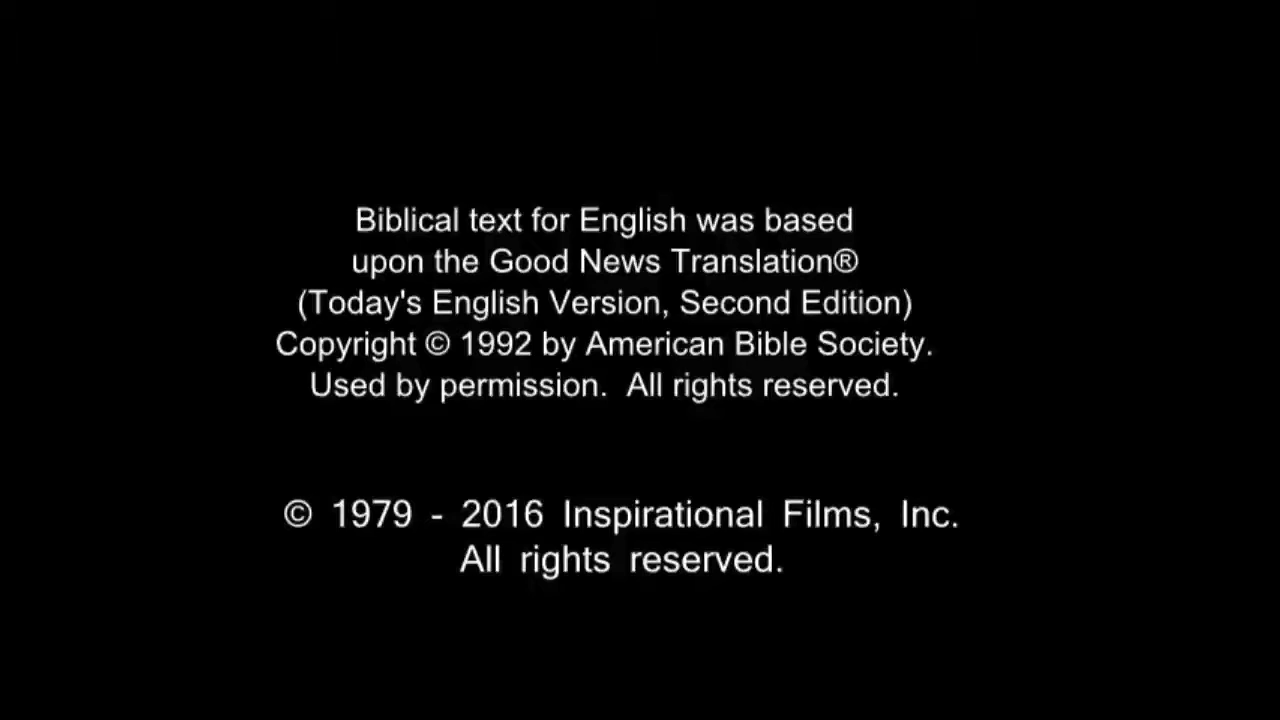 Biblical text for English was based
upon the Good News Translation®
(Today's English Version, Second Edition)
Copyright © 1992 by American Bible Society.
Used by permission.  All rights reserved.
© 1979 - 2016 Inspirational Films, Inc.
All rights reserved.